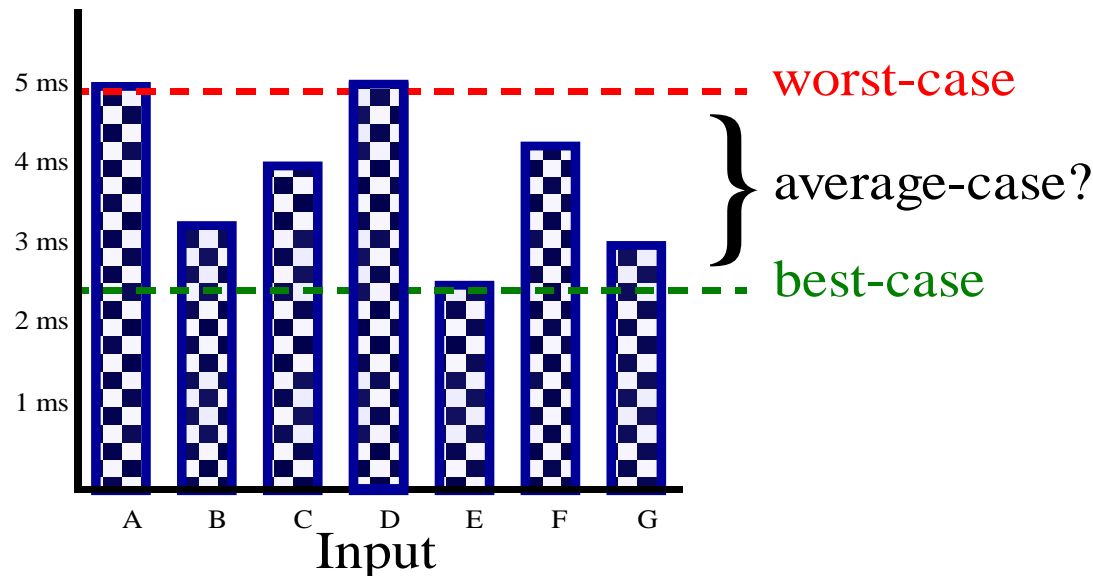 5 ms
4 ms
3 ms
2 ms
1 ms
worst-case
} average-case?
best-case
A B C D E F G
Input